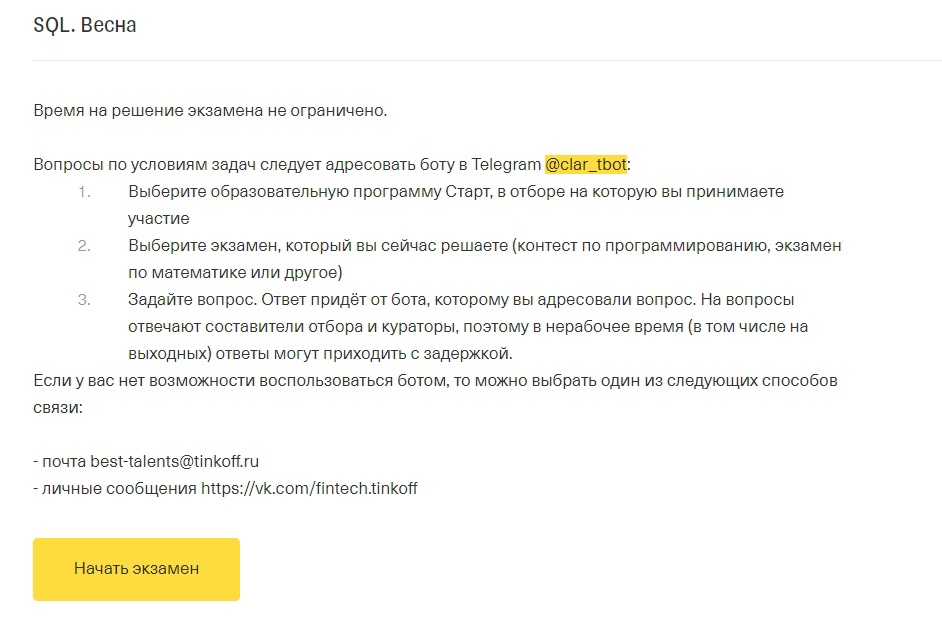 SQL. Весна
Время на решение экзамена не ограничено.
Вопросы по условиям задач следует адресовать боту в Telegram @clar_tbot:
1. Выберите образовательную программу Старт, в отборе на которую вы принимаете
участие
2. Выберите экзамен, который вы сейчас решаете (контест по программированию, экзамен
по математике или другое)
3. Задайте вопрос. Ответ придёт от бота, которому вы адресовали вопрос. На вопросы
отвечают составители отбора и кураторы, поэтому в нерабочее время (в том числе на
выходных) ответы могут приходить с задержкой.
Если у вас нет возможности воспользоваться ботом, то можно выбрать один из следующих способов
связи:
- почта best-talents@tinkoff.ru
- личные сообщения https://vk.com/fintech.tinkoff
Начать экзамен